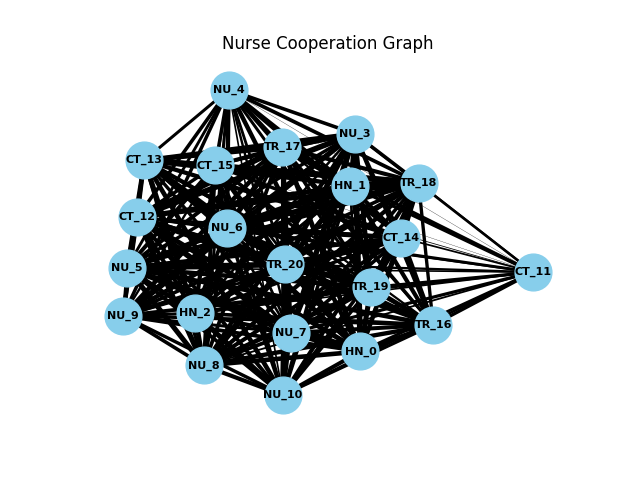 Nurse Cooperation Graph
NU_4
NU_3
TR_17
CT_13
CT_15
HN_1
TR_18
CT_12
NU_6
CT_14
NU_5
TR_20
CT_11
TR_19
NU_9
HN_2
TR_16
NU_7
HN_0
NU_8
NU_10